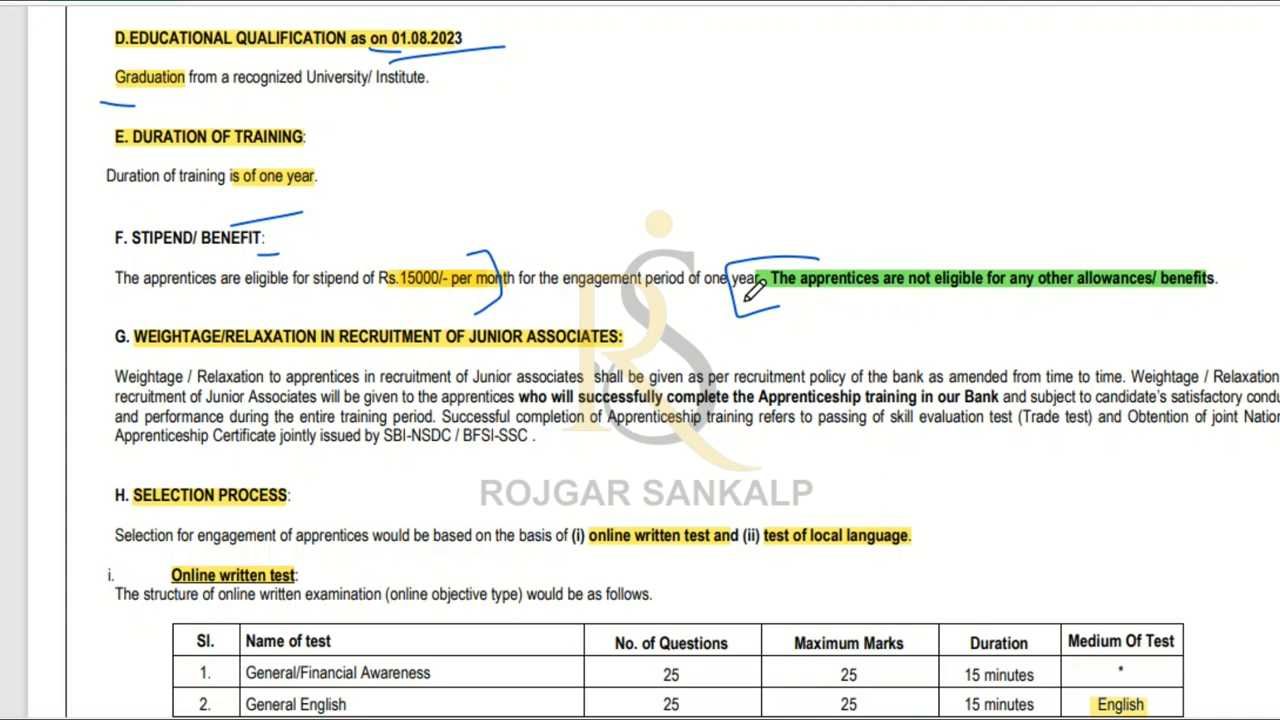 D.EDUCATIONAL QUALIFICATION as on 01.08.2023
Graduation from a recognized University/ Institute.
E. DURATION OF TRAINING:
Duration of training is of one year.
F. STIPEND/ BENEFIT:
The apprentices are eligible for stipend of Rs.15000/- per month for the engagement period of one year. The apprentices are not eligible for any other allowances/ benefits.
G. WEIGHTAGE/RELAXATION IN RECRUITMENT OF JUNIOR ASSOCIATES:
Weightage / Relaxation to apprentices in recruitment of Junior associates shall be given as per recruitment policy of the bank as amended from time to time. Weightage / Relaxation
recruitment of Junior Associates will be given to the apprentices who will successfully complete the Apprenticeship training in our Bank and subject to candidate's satisfactory
and performance during the entire training period. Successful completion of Apprenticeship training refers to passing of skill evaluation test (Trade test) and Obtention of joint
Apprenticeship Certificate jointly issued by SBI-NSDC / BFSI-SSC .
ROJGAR SANKALP
H. SELECTION PROCESS:
Selection for engagement of apprentices would be based on the basis of (i) online written test and (ii) test of local language.
i. Online written test:
The structure of online written examination (online objective type) would be as follows.
Sl. Name of test No. of Questions Maximum Marks Duration Medium Of Test
1. General/Financial Awareness 25 25 15 minutes *
2. General English 25 25 15 minutes English